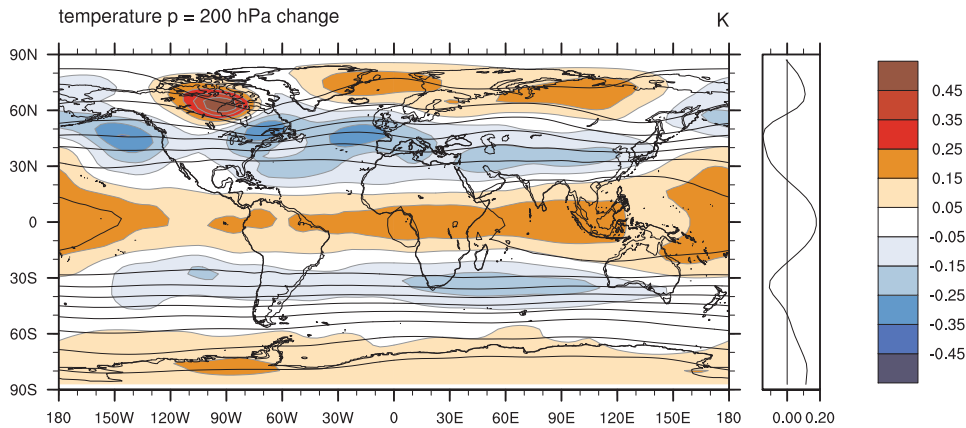 temperature p = 200 hPa change K
90N
60N
30N
0
30S
60S
90S
180 150W 120W 90W 60W 30W 0 30E 60E 90E 120E 150E 180
0.00 0.20
0.45
0.35
0.25
0.15
0.05
-0.05
-0.15
-0.25
-0.35
-0.45